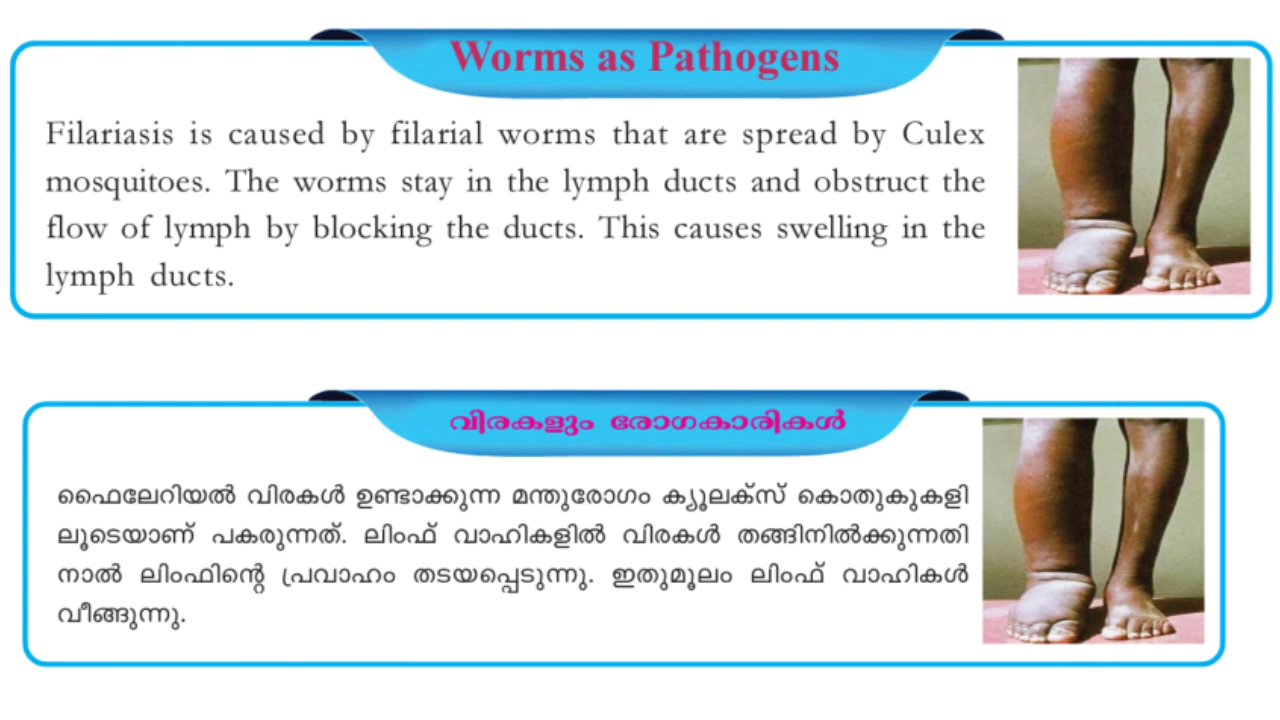 Worms as Pathogens
Filariasis is caused by filarial worms that are spread by Culex
mosquitoes. The worms stay in the lymph ducts and obstruct the
flow of lymph by blocking the ducts. This causes swelling in the
lymph ducts.
വിരകളും രോഗകാരികൾ
ഫൈലേറിയൽ വിരകൾ ഉണ്ടാക്കുന്ന മന്തുരോഗം ക്യൂലക്സ് കൊതുകുകളി
ലൂടെയാണ് പകരുന്നത്. ലിംഫ് വാഹികളിൽ വിരകൾ തങ്ങിനിൽക്കുന്നതി
നാൽ ലിംഫിന്റെ പ്രവാഹം തടയപ്പെടുന്നു. ഇതുമൂലം ലിംഫ് വാഹികൾ
വീങ്ങുന്നു.